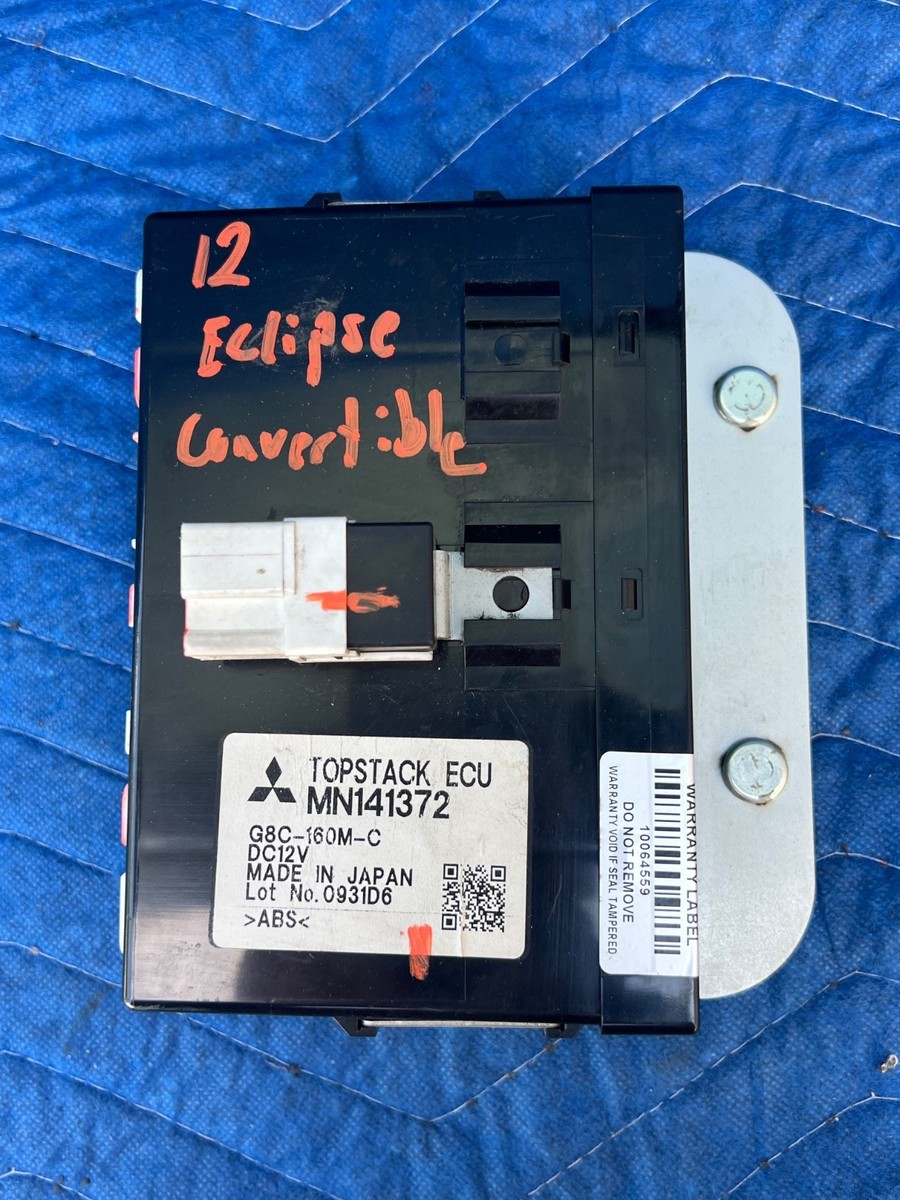 12
Eclipse
Convertible
TOPSTACK ECU
MN141372
G8C-160M-C
DC12V
MADE IN JAPAN
Lot No.0931D6
>ABS<
WARRANTY LABEL
10064559
DO NOT REMOVE
WARRANTY VOID IF SEAL TAMPERED